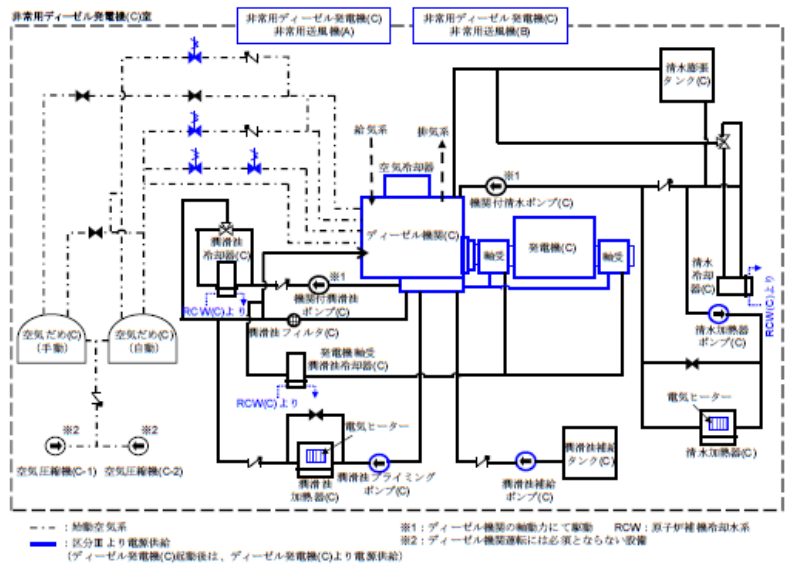 非常用ディーゼル発電機(C)室
非常用ディーゼル発電機(C)
非常用送風機(A)
非常用ディーゼル発電機(C)
非常用送風機(B)
清水膨張
タンク(C)
給気系
排気系
空気冷却器
※1
機関付清水ポンプ(C)
ディーゼル機関(C)
軸受
発電機(C)
軸受
潤滑油
冷却器(C)
※1
機関付潤滑油
ポンプ(C)
RCW(C)より
潤滑油フィルタ(C)
清水
冷却
器(C)
RCW(C)より
清水加熱器
ポンプ(C)
空気だめ(C)
(手動)
空気だめ(C)
(自動)
発電機軸受
潤滑油冷却器(C)
RCW(C)より
電気ヒーター
清水加熱器(C)
※2
※2
空気圧縮機(C-1)
空気圧縮機(C-2)
電気ヒーター
潤滑油
加熱器(C)
潤滑油プライミング
ポンプ(C)
潤滑油補給
タンク(C)
潤滑油補給
ポンプ(C)
：始動空気系
：区分Ⅲより電源供給
(ディーゼル発電機(C)起動後は、ディーゼル発電機(C)より電源供給)
※1：ディーゼル機関の軸動力にて駆動
RCW：原子炉補機冷却水系
※2：ディーゼル機関運転には必須とならない設備